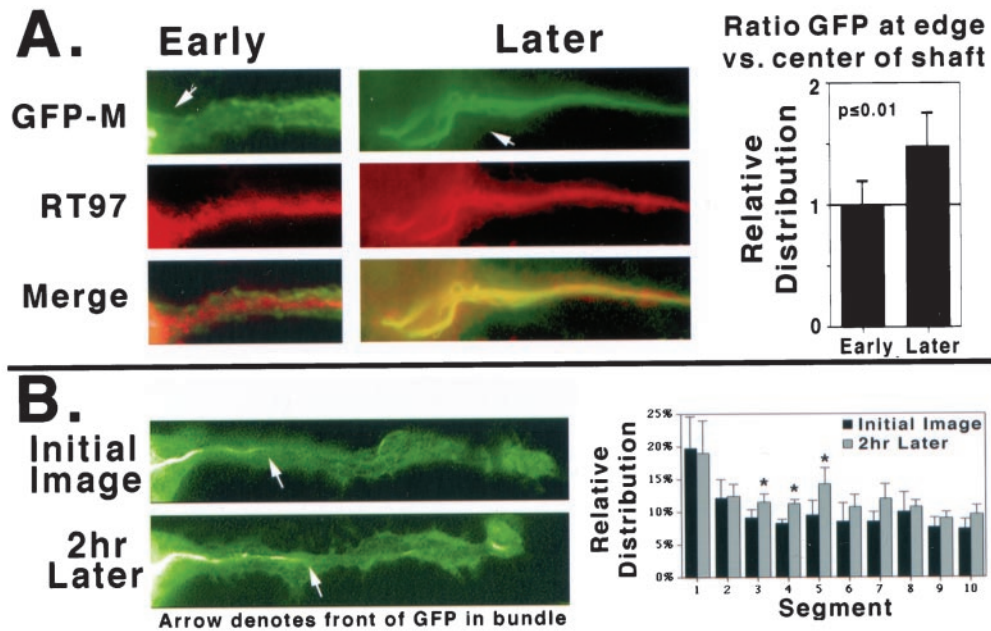 A.
Early
Later
Ratio GFP at edge
vs. center of shaft
GFP-M
RT97
Merge
Relative
Distribution
2
1
0
p≤0.01
Early
Later
B.
Initial
Image
2hr
Later
Arrow denotes front of GFP in bundle
Relative
Distribution
25%
20%
15%
10%
5%
0%
Initial Image
2hr Later
*
*
*
1 2 3 4 5 6 7 8 9 10
Segment